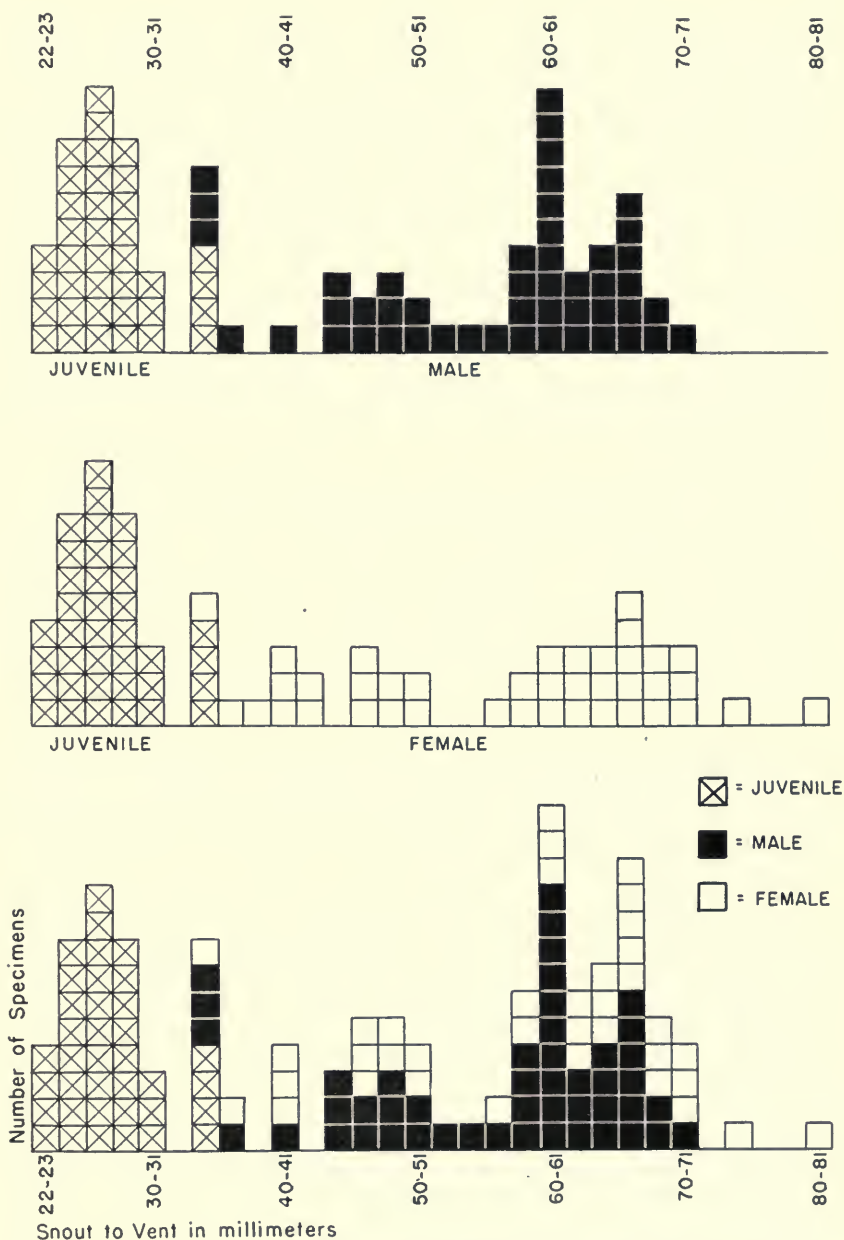 22-23 30-31 40-41 50-51 60-61 70-71 80-81
JUVENILE MALE
JUVENILE FEMALE
= JUVENILE
= MALE
= FEMALE
Number of Specimens
22-23 30-31 40-41 50-51 60-61 70-71 80-81
Snout to Vent in millimeters